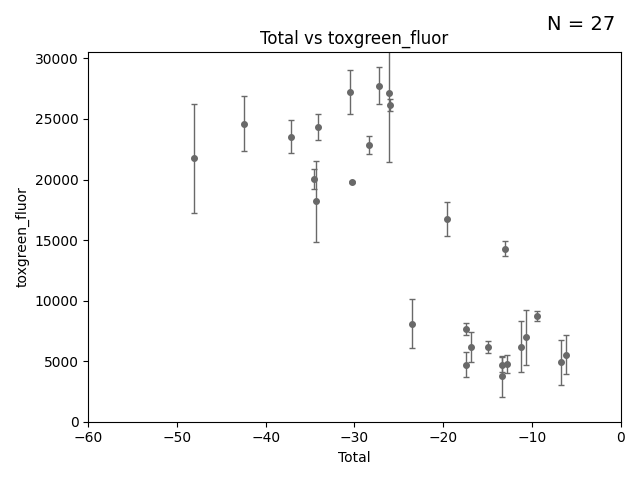 N = 27
Total vs toxgreen_fluor
30000
25000
20000
15000
10000
5000
0
toxgreen_fluor
−60 −50 −40 −30 −20 −10 0
Total